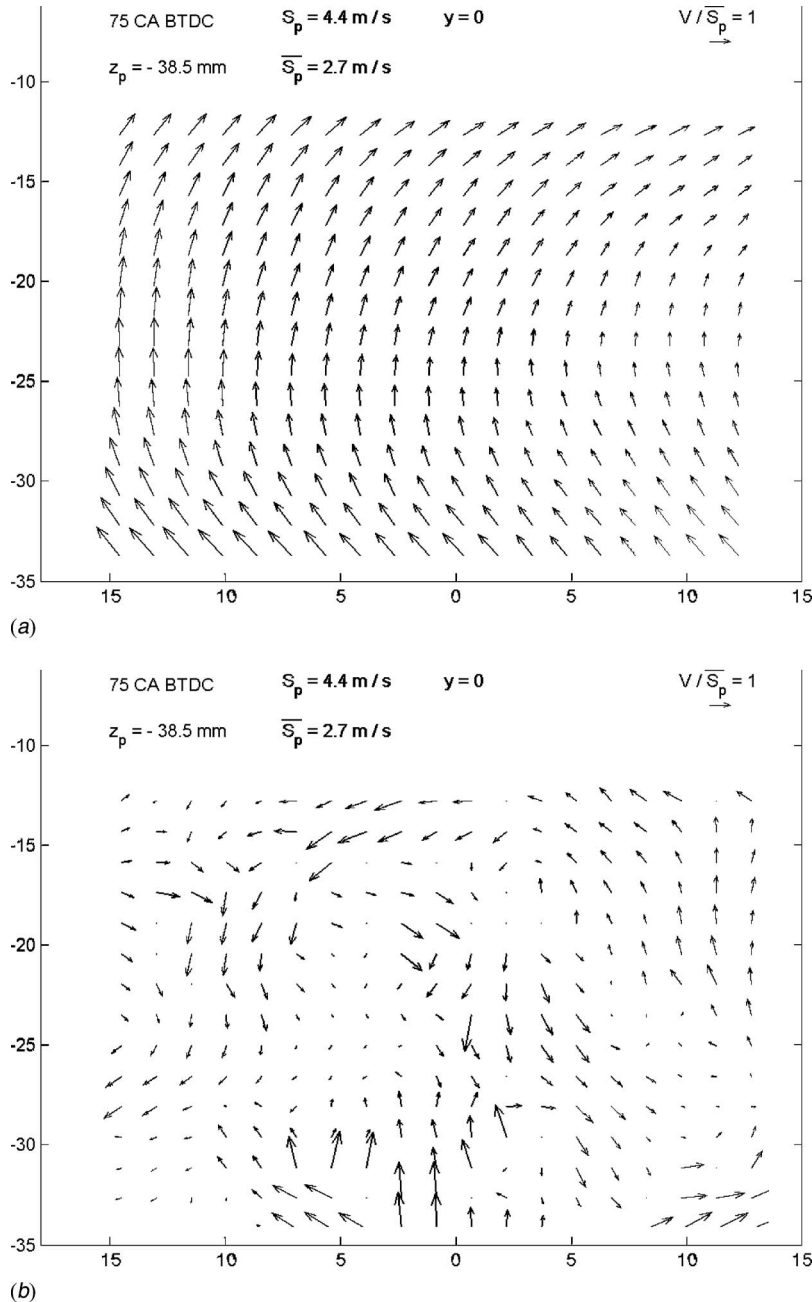 75 CA BTDC S_p = 4.4 m / s y = 0 V / S̅_p = 1
z_p = - 38.5 mm S̅_p = 2.7 m / s
-10
-15
-20
-25
-30
-35
15 10 5 0 5 10 15
(a)
75 CA BTDC S_p = 4.4 m / s y = 0 V / S̅_p = 1
z_p = - 38.5 mm S̅_p = 2.7 m / s
-10
-15
-20
-25
-30
-35
15 10 5 0 5 10 15
(b)